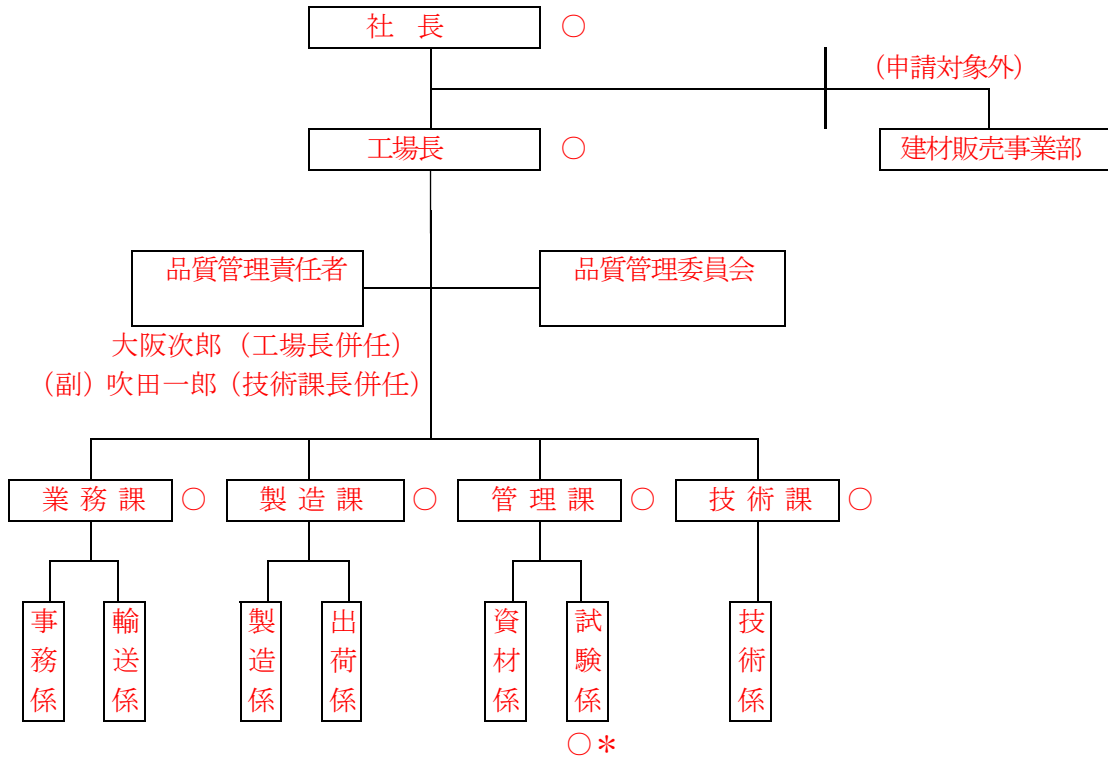 社 長 ○
(申請対象外)
工場長 ○
建材販売事業部
品質管理責任者
品質管理委員会
大阪次郎（工場長併任）
（副）吹田一郎（技術課長併任）
業 務 課 ○
製 造 課 ○
管 理 課 ○
技 術 課 ○
事務係
輸送係
製造係
出荷係
資材係
試験係
技術係
○＊